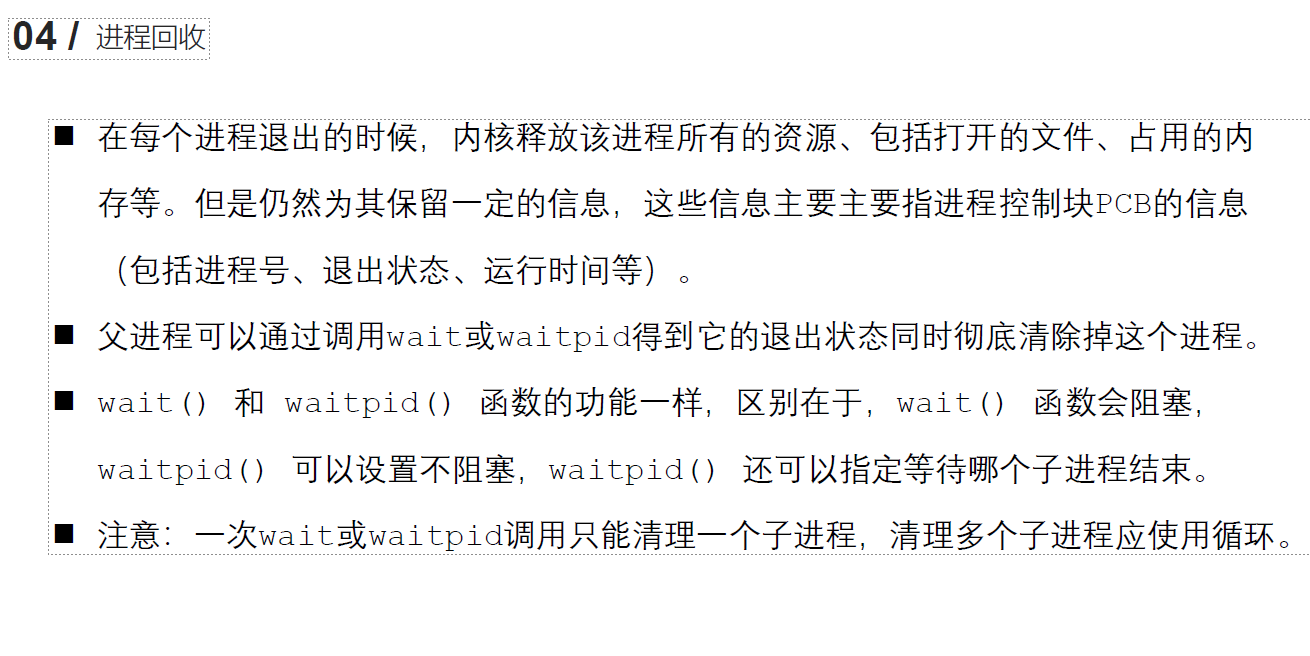 04 / 进程回收
■ 在每个进程退出的时候，内核释放该进程所有的资源、包括打开的文件、占用的内
存等。但是仍然为其保留一定的信息，这些信息主要主要指进程控制块PCB的信息
（包括进程号、退出状态、运行时间等）。
■ 父进程可以通过调用wait或waitpid得到它的退出状态同时彻底清除掉这个进程。
■ wait() 和 waitpid() 函数的功能一样，区别在于，wait() 函数会阻塞，
waitpid() 可以设置不阻塞，waitpid() 还可以指定等待哪个子进程结束。
■ 注意：一次wait或waitpid调用只能清理一个子进程，清理多个子进程应使用循环。